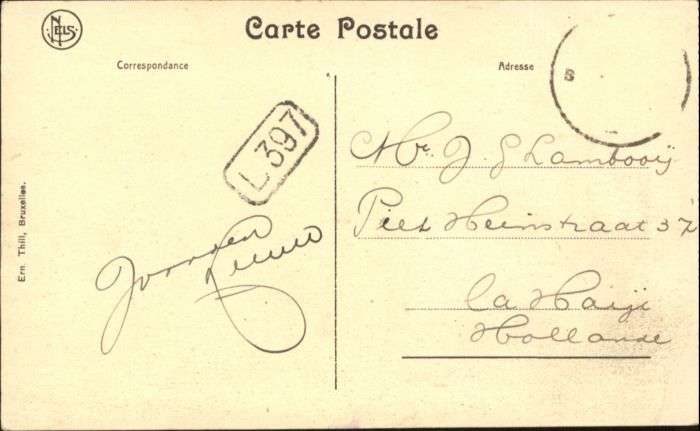 NELS
Carte Postale
Correspondance
Adresse
S
L 397
Mr. J. G Lambooij
Piet Heinstraat 37
La Haije
Hollande
Ern Thill, Bruxelles.